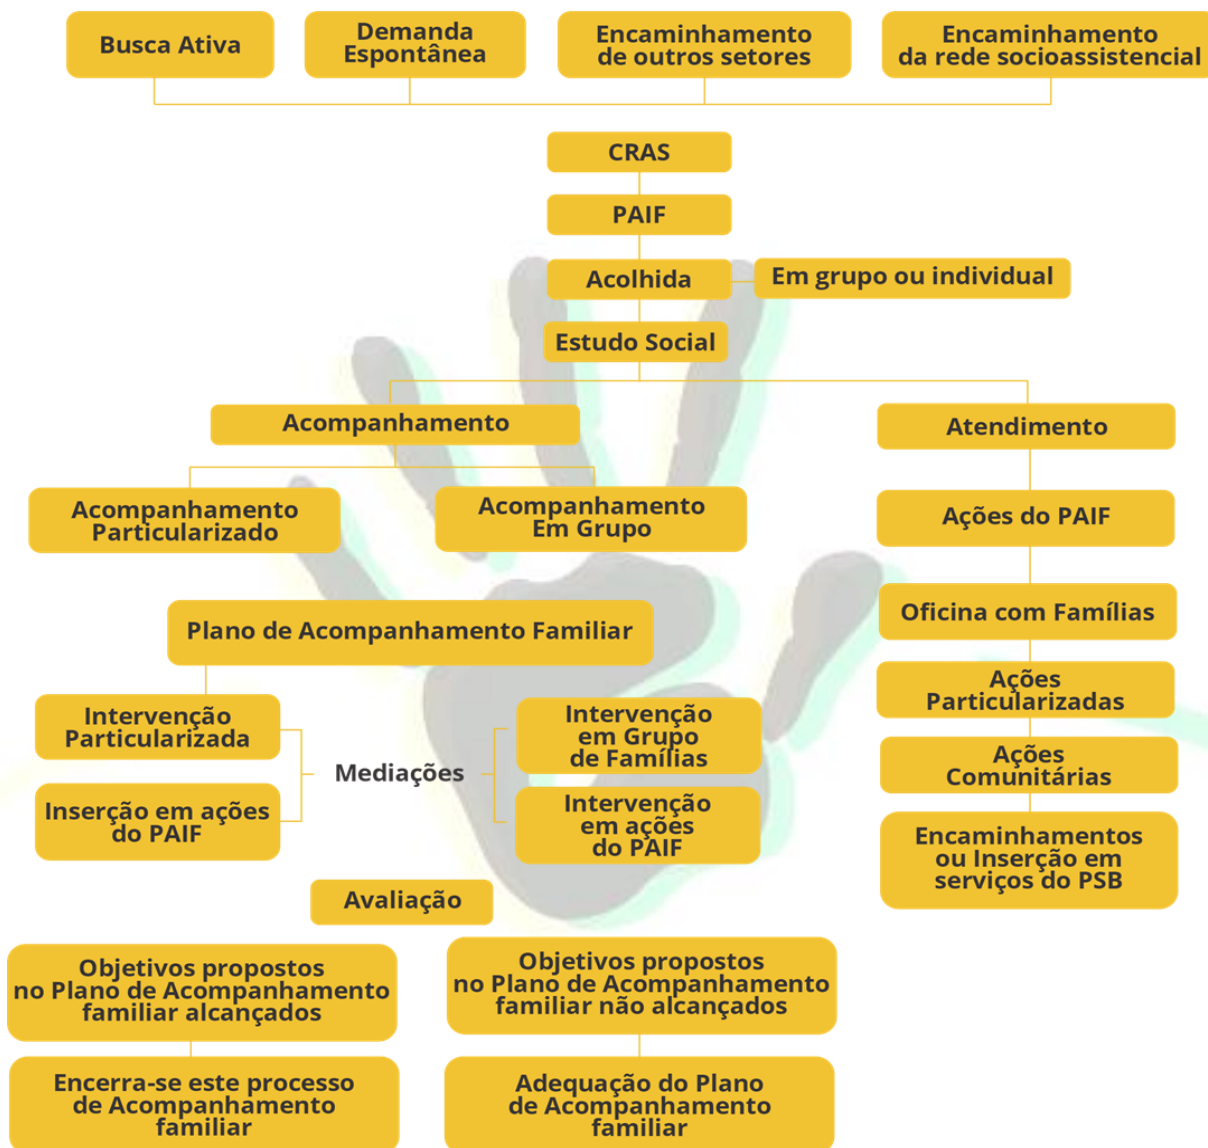 Busca Ativa
Demanda
Espontânea
Encaminhamento
de outros setores
Encaminhamento
da rede socioassistencial
CRAS
PAIF
Acolhida
Em grupo ou individual
Estudo Social
Acompanhamento
Atendimento
Acompanhamento
Particularizado
Acompanhamento
Em Grupo
Ações do PAIF
Plano de Acompanhamento Familiar
Oficina com Famílias
Ações
Particularizadas
Intervenção
Particularizada
Intervenção
em Grupo
de Famílias
Mediações
Ações
Comunitárias
Inserção em ações
do PAIF
Intervenção
em ações
do PAIF
Encaminhamentos
ou Inserção em
serviços do PSB
Avaliação
Objetivos propostos
no Plano de Acompanhamento
familiar alcançados
Objetivos propostos
no Plano de Acompanhamento
familiar não alcançados
Encerra-se este processo
de Acompanhamento
familiar
Adequação do Plano
de Acompanhamento
familiar